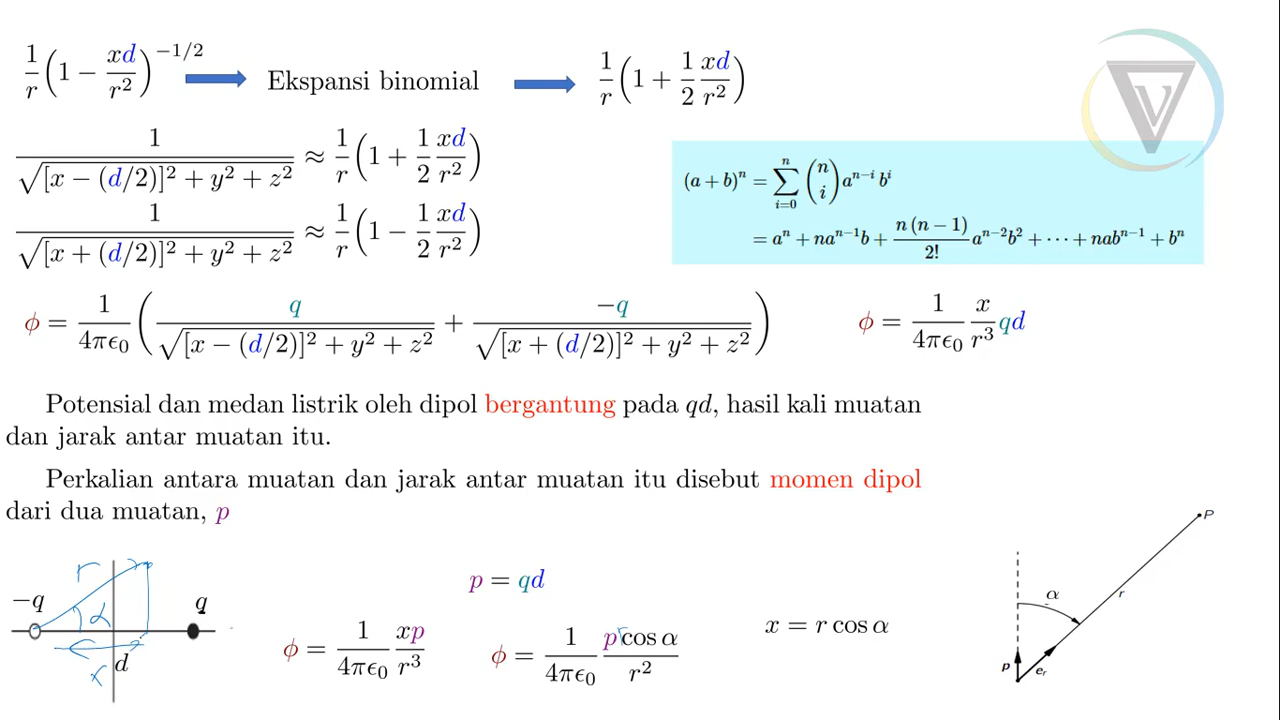 1/r (1 − xd/r²)^−1/2 → Ekspansi binomial → 1/r (1 + 1/2 xd/r²)
1/√([x − (d/2)]² + y² + z²) ≈ 1/r (1 + 1/2 xd/r²)
1/√([x + (d/2)]² + y² + z²) ≈ 1/r (1 − 1/2 xd/r²)
(a + b)ⁿ = ∑_{i=0}^{n} (n i) a^{n−i} b^i
= aⁿ + na^{n−1}b + n(n − 1)/2! a^{n−2}b² + ⋯ + nab^{n−1} + bⁿ
ϕ = 1/4πϵ₀ ( q/√([x − (d/2)]² + y² + z²) + −q/√([x + (d/2)]² + y² + z²) )
ϕ = 1/4πϵ₀ x/r³ qd
Potensial dan medan listrik oleh dipol bergantung pada qd, hasil kali muatan
dan jarak antar muatan itu.
Perkalian antara muatan dan jarak antar muatan itu disebut momen dipol
dari dua muatan, p
r
−q
α
q
d
x
p = qd
ϕ = 1/4πϵ₀ xp/r³
ϕ = 1/4πϵ₀ p r cos α/r²
x = r cos α
P
α
r
p
e_r
V